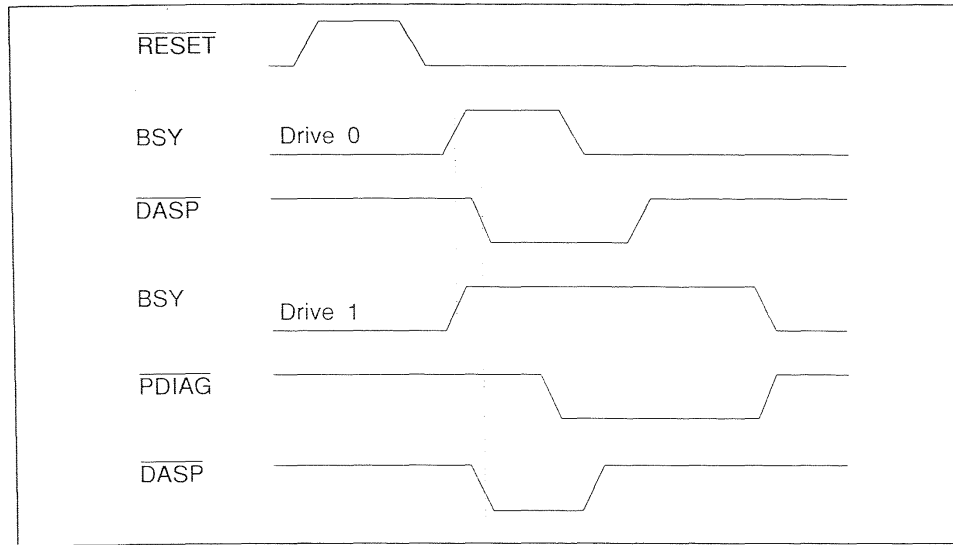 RESET
BSY
Drive 0
DASP
BSY
Drive 1
PDIAG
DASP